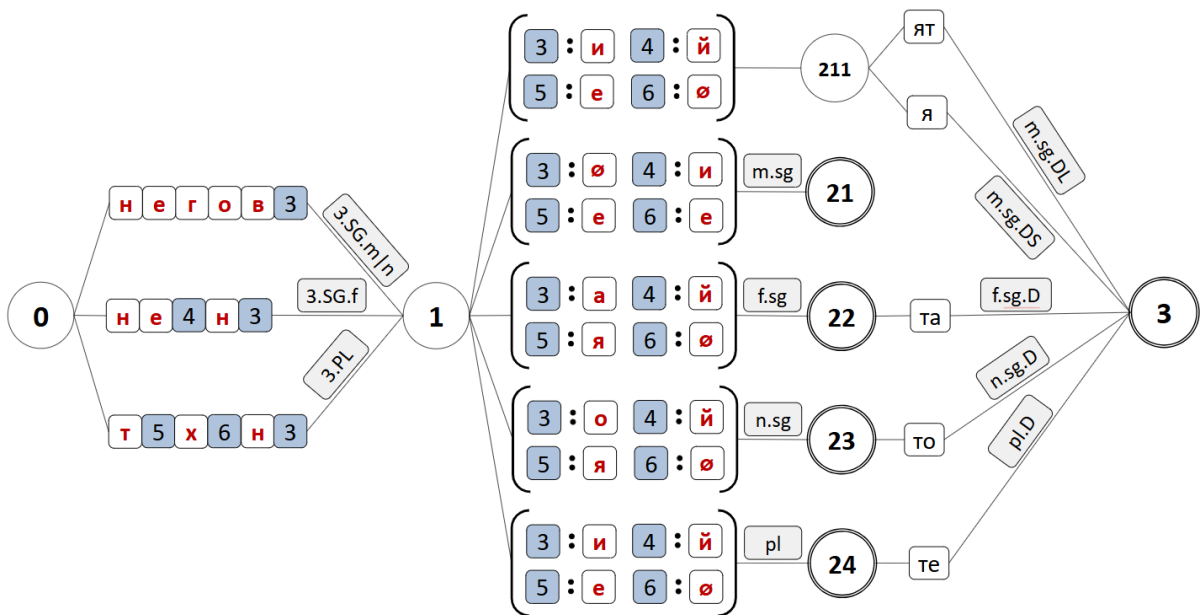 3 : и 4 : й
5 : е 6 : ø
211
ят
я
m.sg.DL
m.sg.DS
3 : ø 4 : и
5 : е 6 : е
m.sg
21
0
н е г о в 3
3.SG.m|n
н е 4 н 3
3.SG.f
т 5 х 6 н 3
3.PL
1
3 : а 4 : й
5 : я 6 : ø
f.sg
22
та
f.sg.D
3
3 : о 4 : й
5 : я 6 : ø
n.sg
23
то
n.sg.D
3 : и 4 : й
5 : е 6 : ø
pl
24
те
pl.D